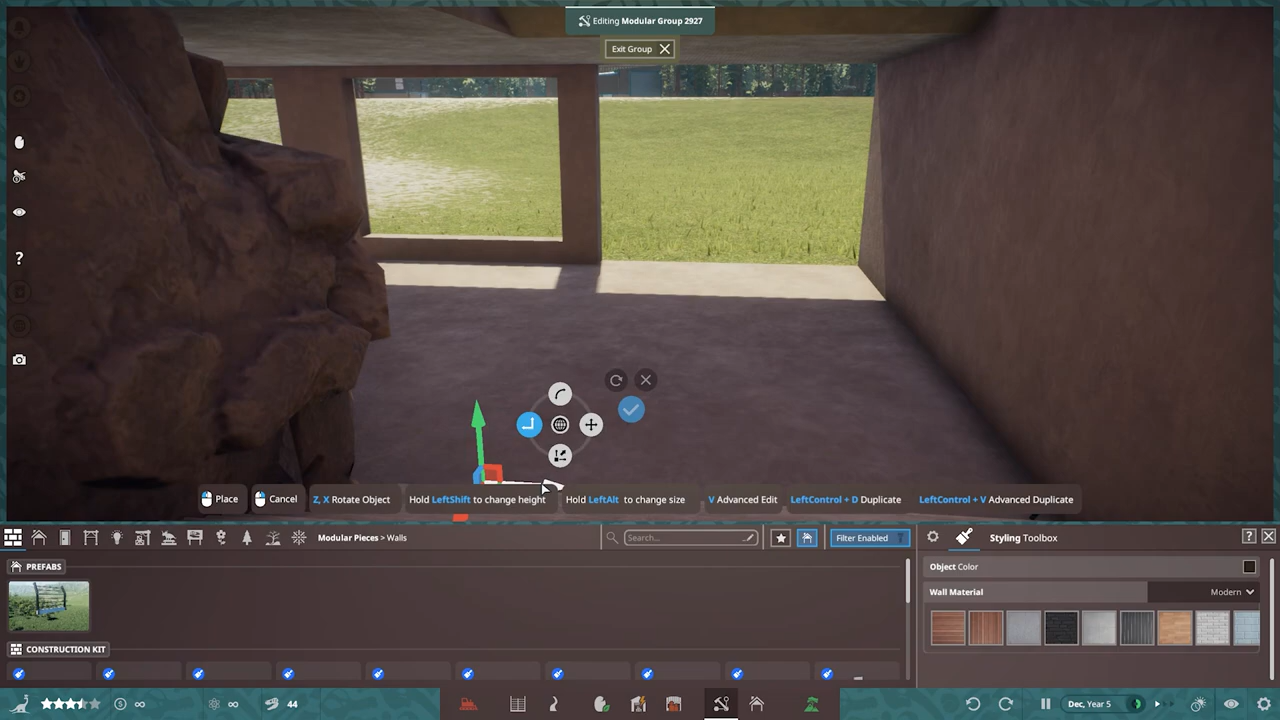 Editing Modular Group 2927
Exit Group
?
Place
Cancel
Z, X Rotate Object
Hold LeftShift to change height
Hold LeftAlt to change size
V Advanced Edit
LeftControl + D Duplicate
LeftControl + V Advanced Duplicate
Modular Pieces > Walls
Search...
Filter Enabled
Styling Toolbox
?
PREFABS
Object Color
Wall Material
Modern
CONSTRUCTION KIT
$ ∞
∞
44
Dec, Year 5